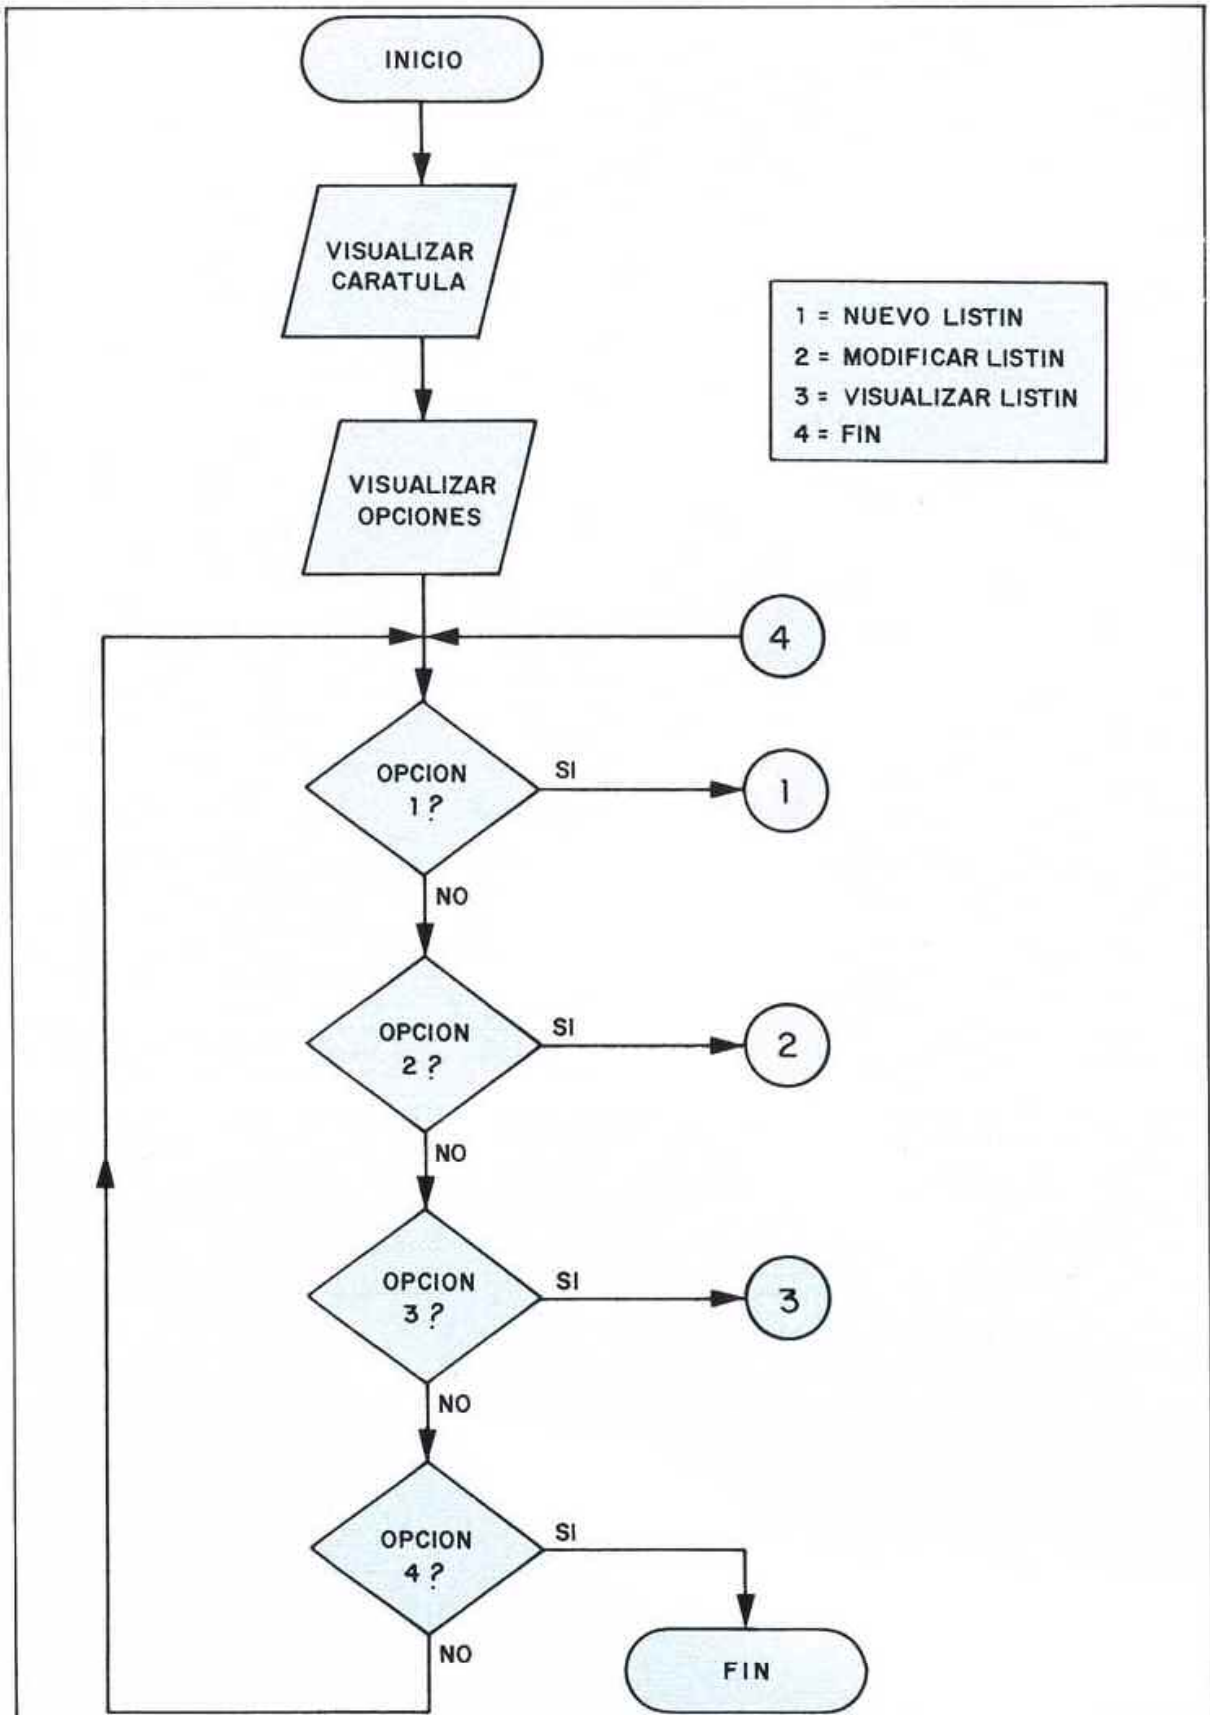 INICIO
VISUALIZAR
CARATULA
1 = NUEVO LISTIN
2 = MODIFICAR LISTIN
3 = VISUALIZAR LISTIN
4 = FIN
VISUALIZAR
OPCIONES
4
OPCION
1?
SI
1
NO
OPCION
2?
SI
2
NO
OPCION
3?
SI
3
NO
OPCION
4?
SI
NO
FIN